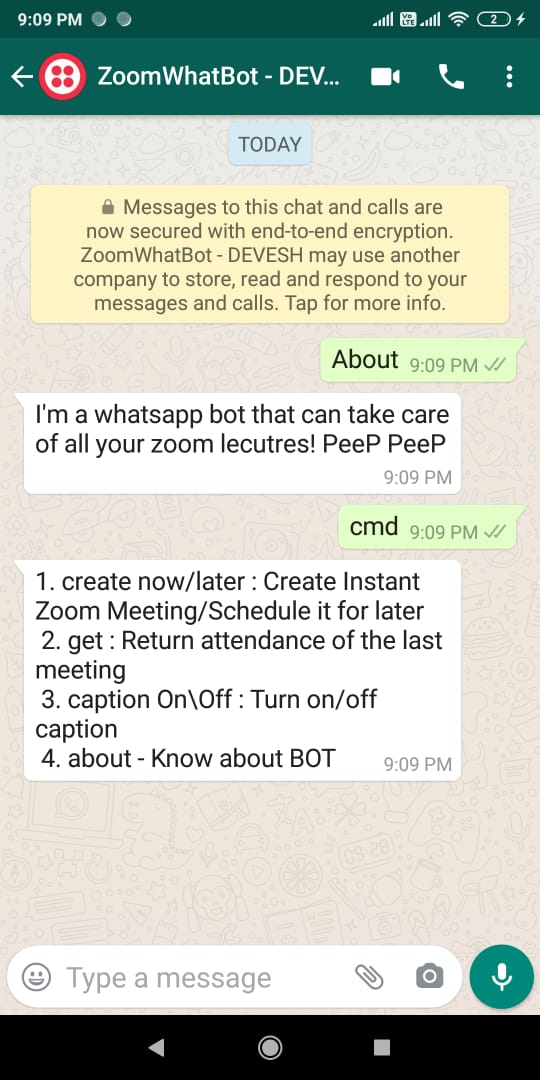 9:09 PM
Vo
LTE
2
ZoomWhatBot - DEV...
TODAY
Messages to this chat and calls are
now secured with end-to-end encryption.
ZoomWhatBot - DEVESH may use another
company to store, read and respond to your
messages and calls. Tap for more info.
About 9:09 PM
I'm a whatsapp bot that can take care
of all your zoom lecutres! PeeP PeeP
9:09 PM
cmd 9:09 PM
1. create now/later : Create Instant
Zoom Meeting/Schedule it for later
2. get : Return attendance of the last
meeting
3. caption On\Off : Turn on/off
caption
4. about - Know about BOT 9:09 PM
09:28
Type a message